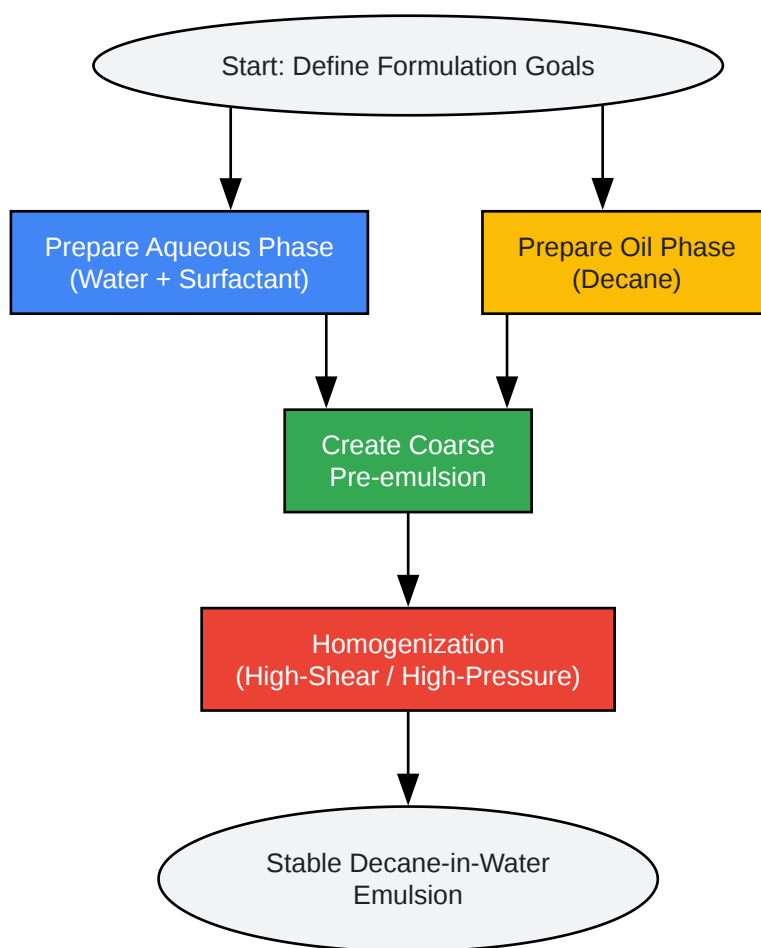 Start: Define Formulation Goals
Prepare Aqueous Phase
(Water + Surfactant)
Prepare Oil Phase
(Decane)
Create Coarse
Pre-emulsion
Homogenization
(High-Shear / High-Pressure)
Stable Decane-in-Water
Emulsion